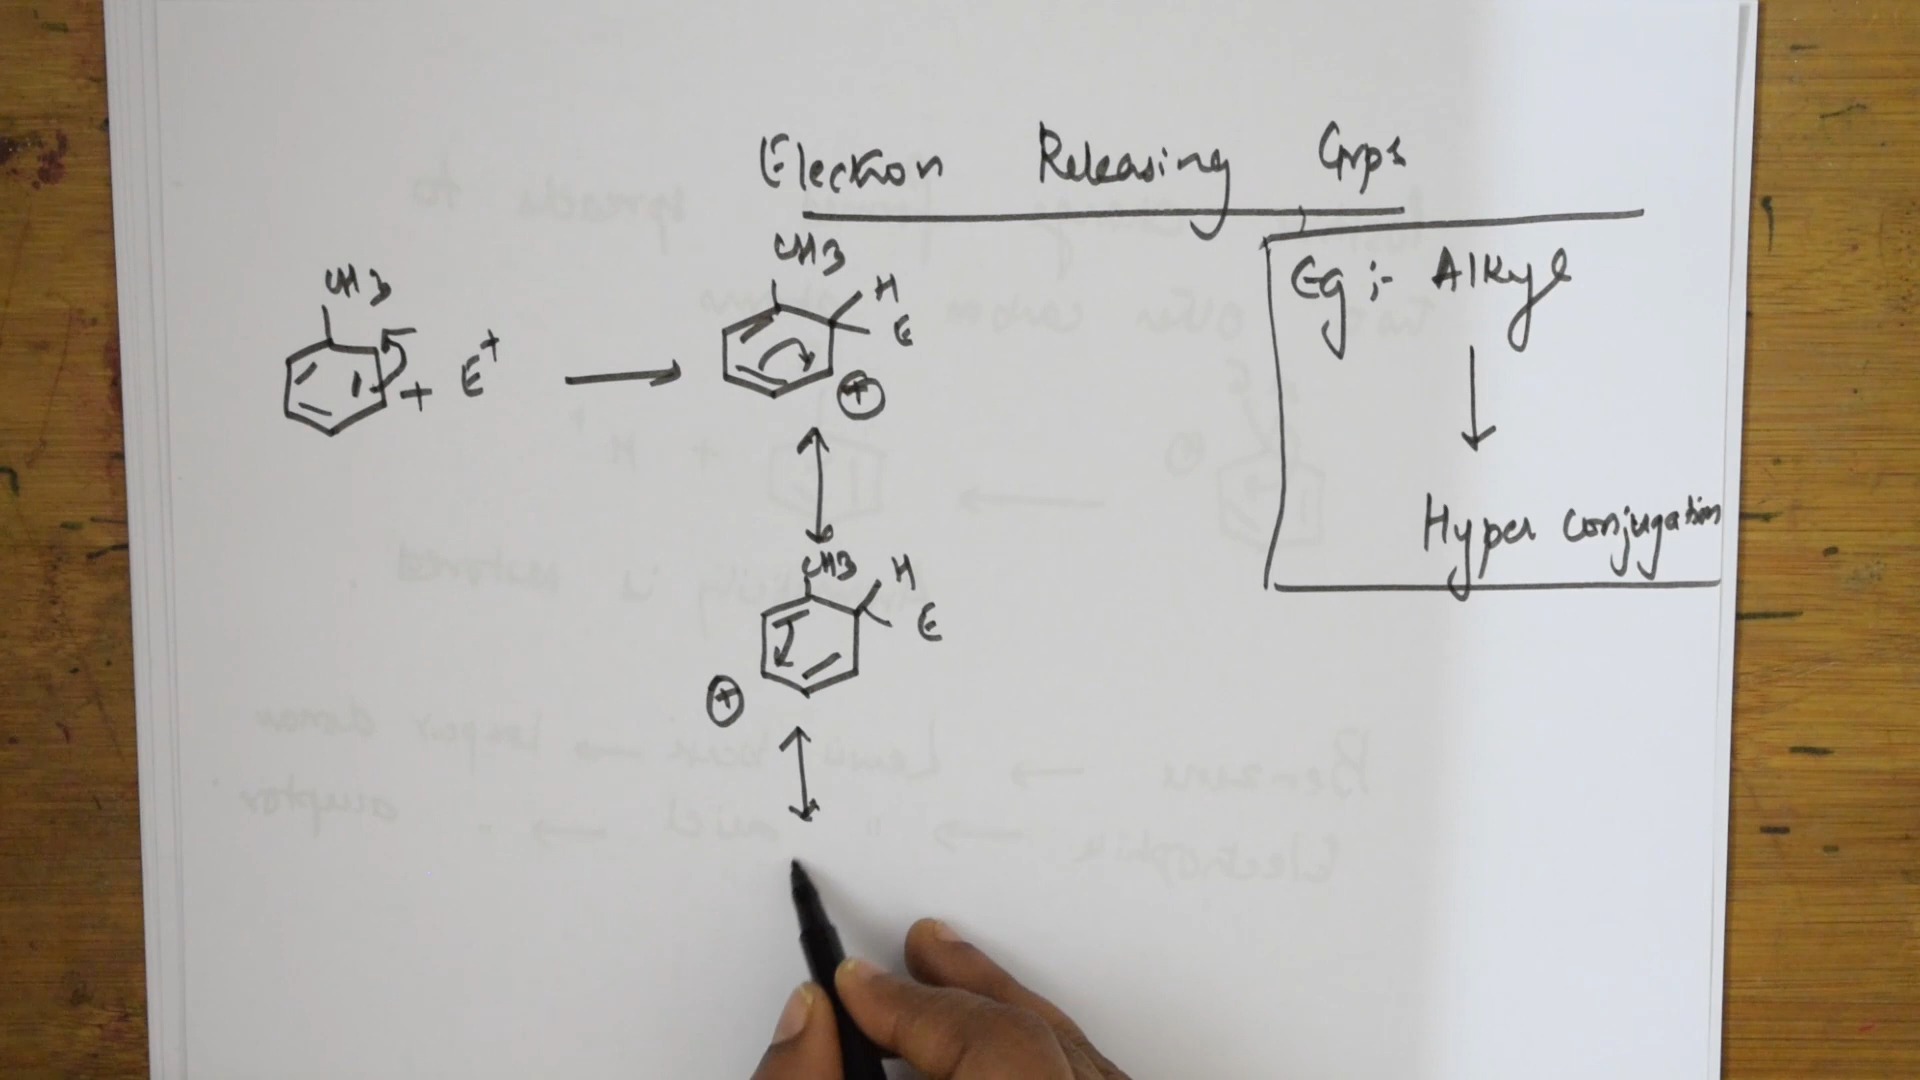 Electron Releasing Grps
Eg :- Alkyl
Hyper conjugation
CH3
+ E+
CH3
H
E
+
CH3
H
E
+